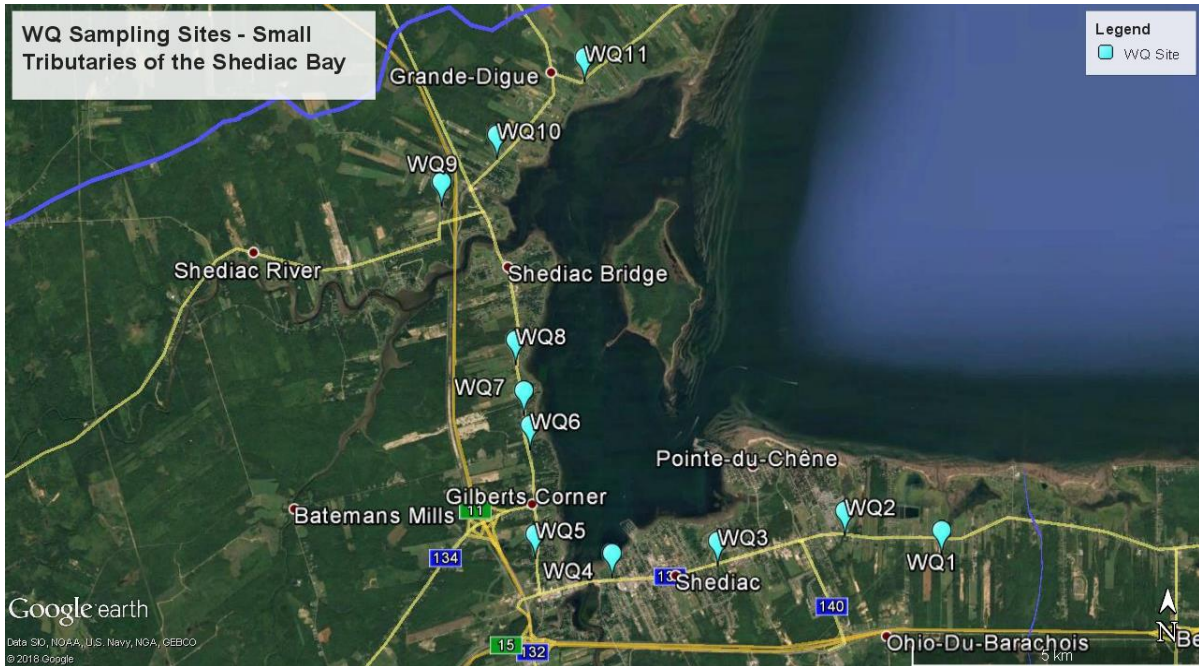 WQ Sampling Sites - Small
Tributaries of the Shediac Bay
Legend
WQ Site
WQ11
Grande-Digue
WQ10
WQ9
Shediac River
Shediac Bridge
WQ8
WQ7
WQ6
Pointe-du-Chêne
Gilberts Corner
11
Batemans Mills
WQ2
WQ5
WQ3
134
WQ1
WQ4
Shediac
140
Google earth
N
Data SIO, NOAA, U.S. Navy, NGA, GEBCO
© 2018 Google
15
132
Ohio-Du-Barachois
5 km